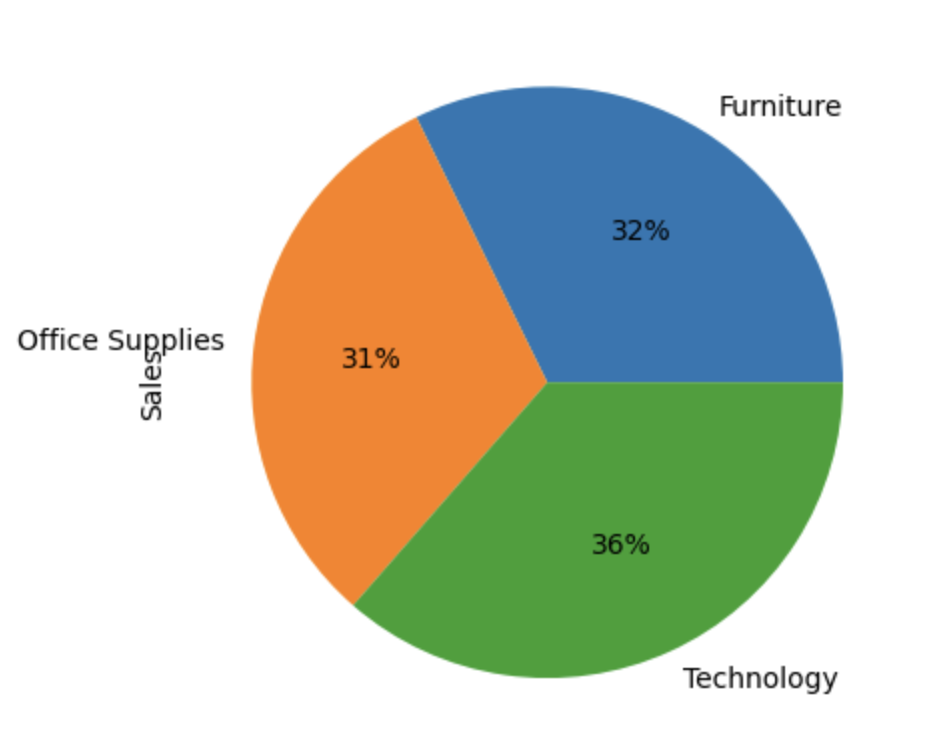 Furniture
32%
Office Supplies
31%
Sales
36%
Technology